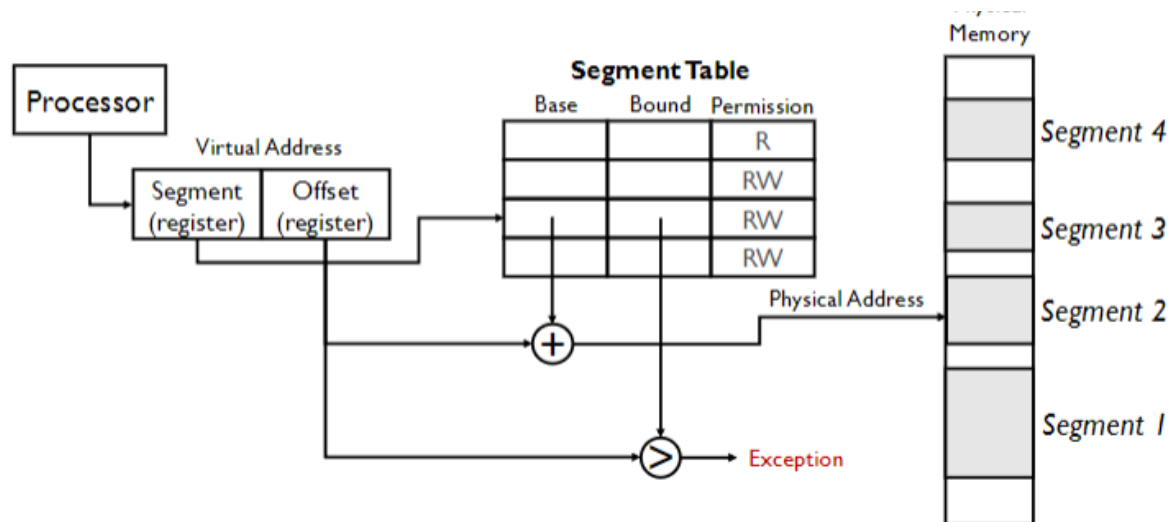 Memory
Processor
Segment Table
Base Bound Permission
Virtual Address
Segment (register)
Offset (register)
R
RW
RW
RW
Physical Address
+
>
Exception
Segment 4
Segment 3
Segment 2
Segment 1